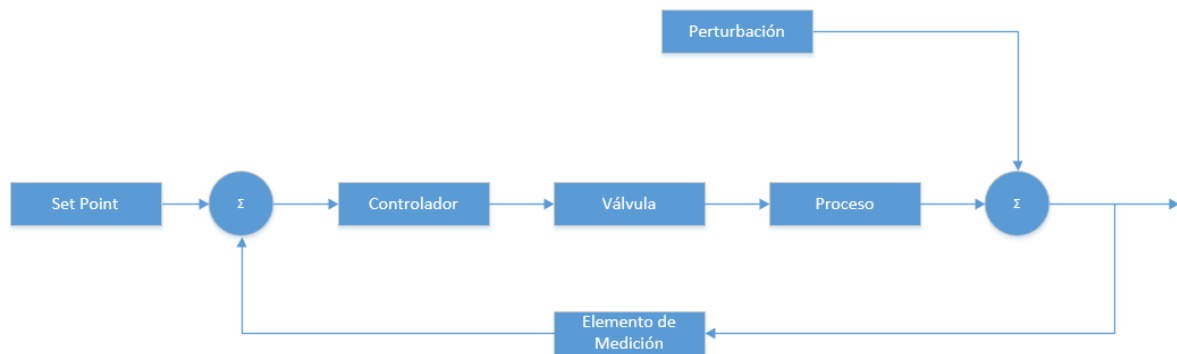 Perturbación
Set Point
Σ
Controlador
Válvula
Proceso
Σ
Elemento de
Medición